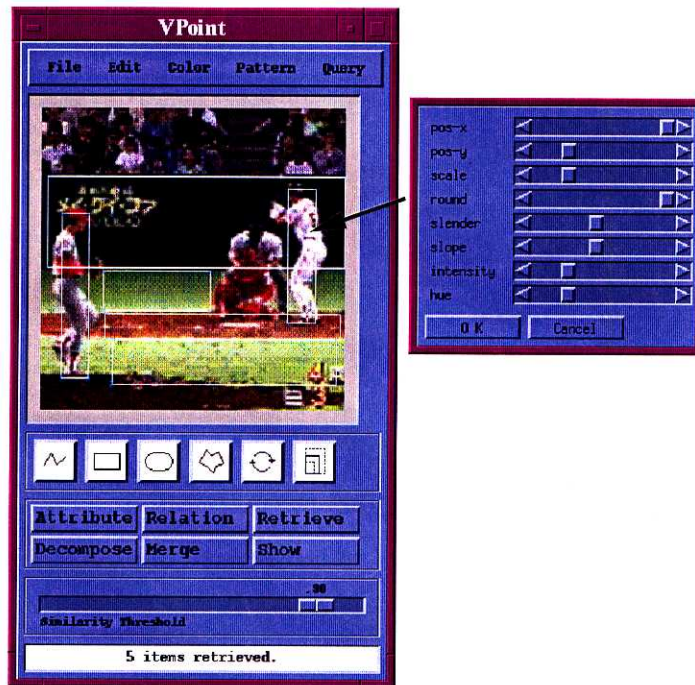 VPoint
File Edit Color Pattern Query
pos-x
pos-y
scale
round
slender
slope
intensity
hue
OK Cancel
Attribute Relation Retrieve
Decompose Merge Show
.90
Similarity Threshold
5 items retrieved.